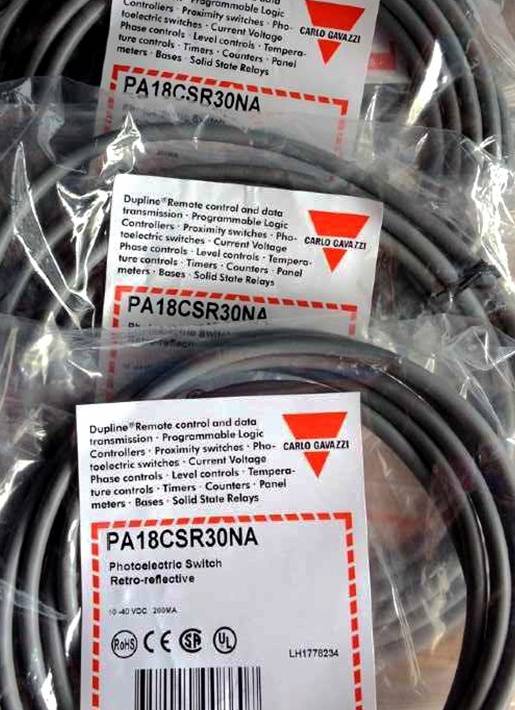 Controllers · Proximity switches · Pho-
toelectric switches · Current Voltage
Phase controls · Level controls · Tempera-
ture controls · Timers · Counters · Panel
meters · Bases · Solid State Relays
CARLO GAVAZZI
PA18CSR30NA
Dupline® Remote control and data
transmission · Programmable Logic
Controllers · Proximity switches · Pho-
toelectric switches · Current Voltage
Phase controls · Level controls · Tempera-
ture controls · Timers · Counters · Panel
meters · Bases · Solid State Relays
CARLO GAVAZZI
PA18CSR30NA
Dupline® Remote control and data
transmission · Programmable Logic
Controllers · Proximity switches · Pho-
toelectric switches · Current Voltage
Phase controls · Level controls · Tempera-
ture controls · Timers · Counters · Panel
meters · Bases · Solid State Relays
CARLO GAVAZZI
PA18CSR30NA
Photoelectric Switch
Retro-reflective
10 -40 VDC 200MA
RoHS CE SP UL
LH1778234